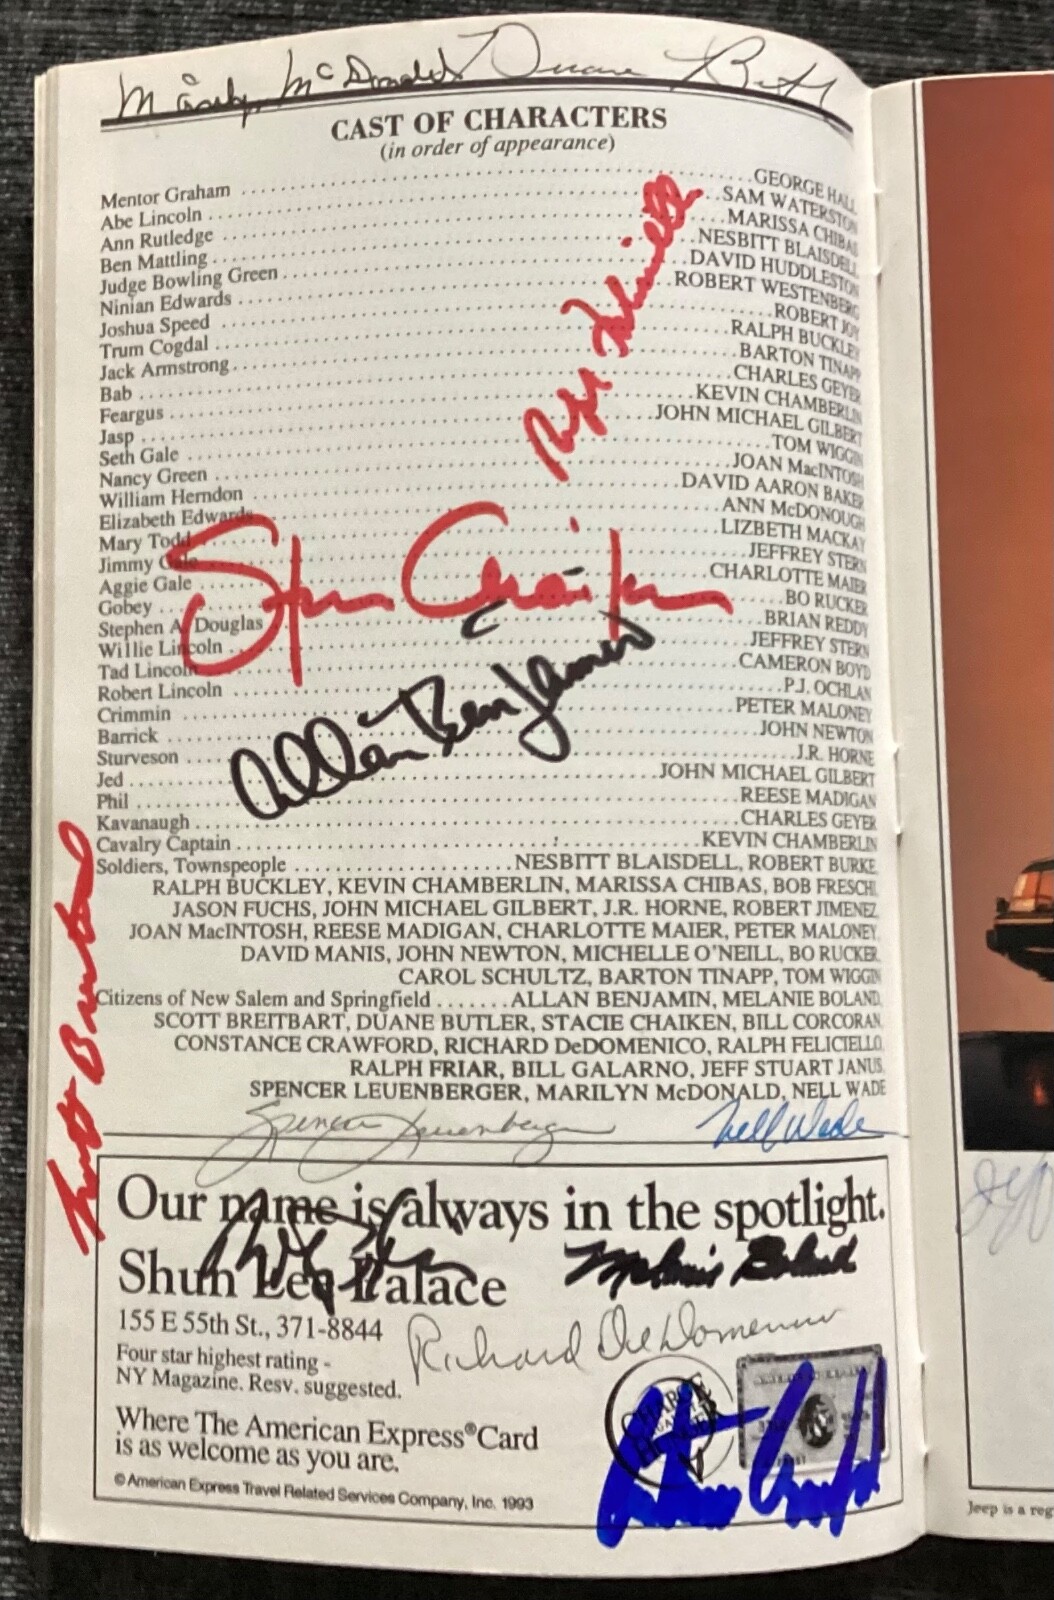 Marilyn McDonald Duane Butler
CAST OF CHARACTERS
(in order of appearance)
Mentor Graham ........ GEORGE HALL
Abe Lincoln ........ SAM WATERSTON
Ann Rutledge ........ MARISSA CHIBAS
Ben Mattling ........ NESBITT BLAISDELL
Judge Bowling Green ........ DAVID HUDDLESTON
Ninian Edwards ........ ROBERT WESTENBERG
Joshua Speed ........ ROBERT JOY
Trum Cogdal ........ RALPH BUCKLEY
Jack Armstrong ........ BARTON TINAPP
Bab ........ CHARLES GEYER
Feargus ........ KEVIN CHAMBERLIN
Jasp ........ JOHN MICHAEL GILBERT
Seth Gale ........ TOM WIGGIN
Nancy Green ........ JOAN MacINTOSH
William Herndon ........ DAVID AARON BAKER
Elizabeth Edwards ........ ANN McDONOUGH
Mary Todd ........ LIZBETH MACKAY
Jimmy Gale ........ JEFFREY STERN
Aggie Gale ........ CHARLOTTE MAIER
Gobey ........ BO RUCKER
Stephen A. Douglas ........ BRIAN REDDY
Willie Lincoln ........ JEFFREY STERN
Tad Lincoln ........ CAMERON BOYD
Robert Lincoln ........ P.J. OCHLAN
Crimmin ........ PETER MALONEY
Barrick ........ JOHN NEWTON
Sturveson ........ J.R. HORNE
Jed ........ JOHN MICHAEL GILBERT
Phil ........ REESE MADIGAN
Kavanaugh ........ CHARLES GEYER
Cavalry Captain ........ KEVIN CHAMBERLIN
Soldiers, Townspeople ........ NESBITT BLAISDELL, ROBERT BURKE,
RALPH BUCKLEY, KEVIN CHAMBERLIN, MARISSA CHIBAS, BOB FRESCHI,
JASON FUCHS, JOHN MICHAEL GILBERT, J.R. HORNE, ROBERT JIMENEZ,
JOAN MacINTOSH, REESE MADIGAN, CHARLOTTE MAIER, PETER MALONEY,
DAVID MANIS, JOHN NEWTON, MICHELLE O'NEILL, BO RUCKER,
CAROL SCHULTZ, BARTON TINAPP, TOM WIGGIN
Citizens of New Salem and Springfield ....... ALLAN BENJAMIN, MELANIE BOLAND,
SCOTT BREITBART, DUANE BUTLER, STACIE CHAIKEN, BILL CORCORAN,
CONSTANCE CRAWFORD, RICHARD DeDOMENICO, RALPH FELICIELLO,
RALPH FRIAR, BILL GALARNO, JEFF STUART JANUS,
SPENCER LEUENBERGER, MARILYN McDONALD, NELL WADE
Ralph Feliciello
Stacie Chaiken
Allan Benjamin
Scott Breitbart
Spencer Leuenberger Nell Wade
Our name is always in the spotlight.
Shun Lee Palace
Melanie Boland
155 E 55th St., 371-8844
Richard DeDomenico
Four star highest rating -
NY Magazine. Resv. suggested.
Where The American Express® Card
is as welcome as you are.
© American Express Travel Related Services Company, Inc. 1993
Jeep is a reg